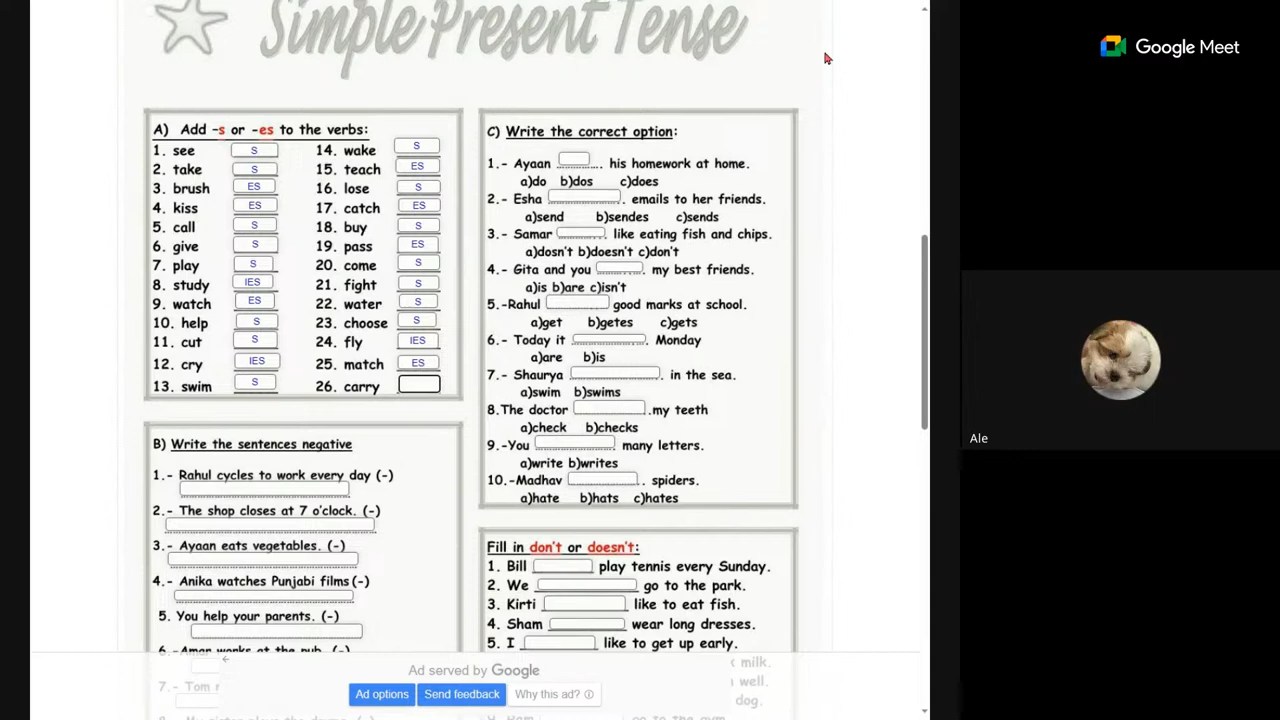 Simple Present Tense
Google Meet
A) Add -s or -es to the verbs:
1. see S
2. take S
3. brush ES
4. kiss ES
5. call S
6. give S
7. play S
8. study IES
9. watch ES
10. help S
11. cut S
12. cry IES
13. swim S
14. wake S
15. teach ES
16. lose S
17. catch ES
18. buy S
19. pass ES
20. come S
21. fight S
22. water S
23. choose S
24. fly IES
25. match ES
26. carry
B) Write the sentences negative
1.- Rahul cycles to work every day (-)
2.- The shop closes at 7 o'clock. (-)
3.- Ayaan eats vegetables. (-)
4.- Anika watches Punjabi films (-)
5. You help your parents. (-)
6.-Amar works at the pub. (-)
7.- Tom
C) Write the correct option:
1.- Ayaan his homework at home.
a)do b)dos c)does
2.- Esha . emails to her friends.
a)send b)sendes c)sends
3.- Samar like eating fish and chips.
a)dosn't b)doesn't c)don't
4.- Gita and you my best friends.
a)is b)are c)isn't
5.-Rahul good marks at school.
a)get b)getes c)gets
6.- Today it . Monday
a)are b)is
7.- Shaurya . in the sea.
a)swim b)swims
8.The doctor .my teeth
a)check b)checks
9.-You many letters.
a)write b)writes
10.-Madhav . spiders.
a)hate b)hats c)hates
Fill in don't or doesn't:
1. Bill play tennis every Sunday.
2. We go to the park.
3. Kirti like to eat fish.
4. Sham wear long dresses.
5. I like to get up early.
milk.
well.
dog.
Ad served by Google
Ad options Send feedback Why this ad?
Ale